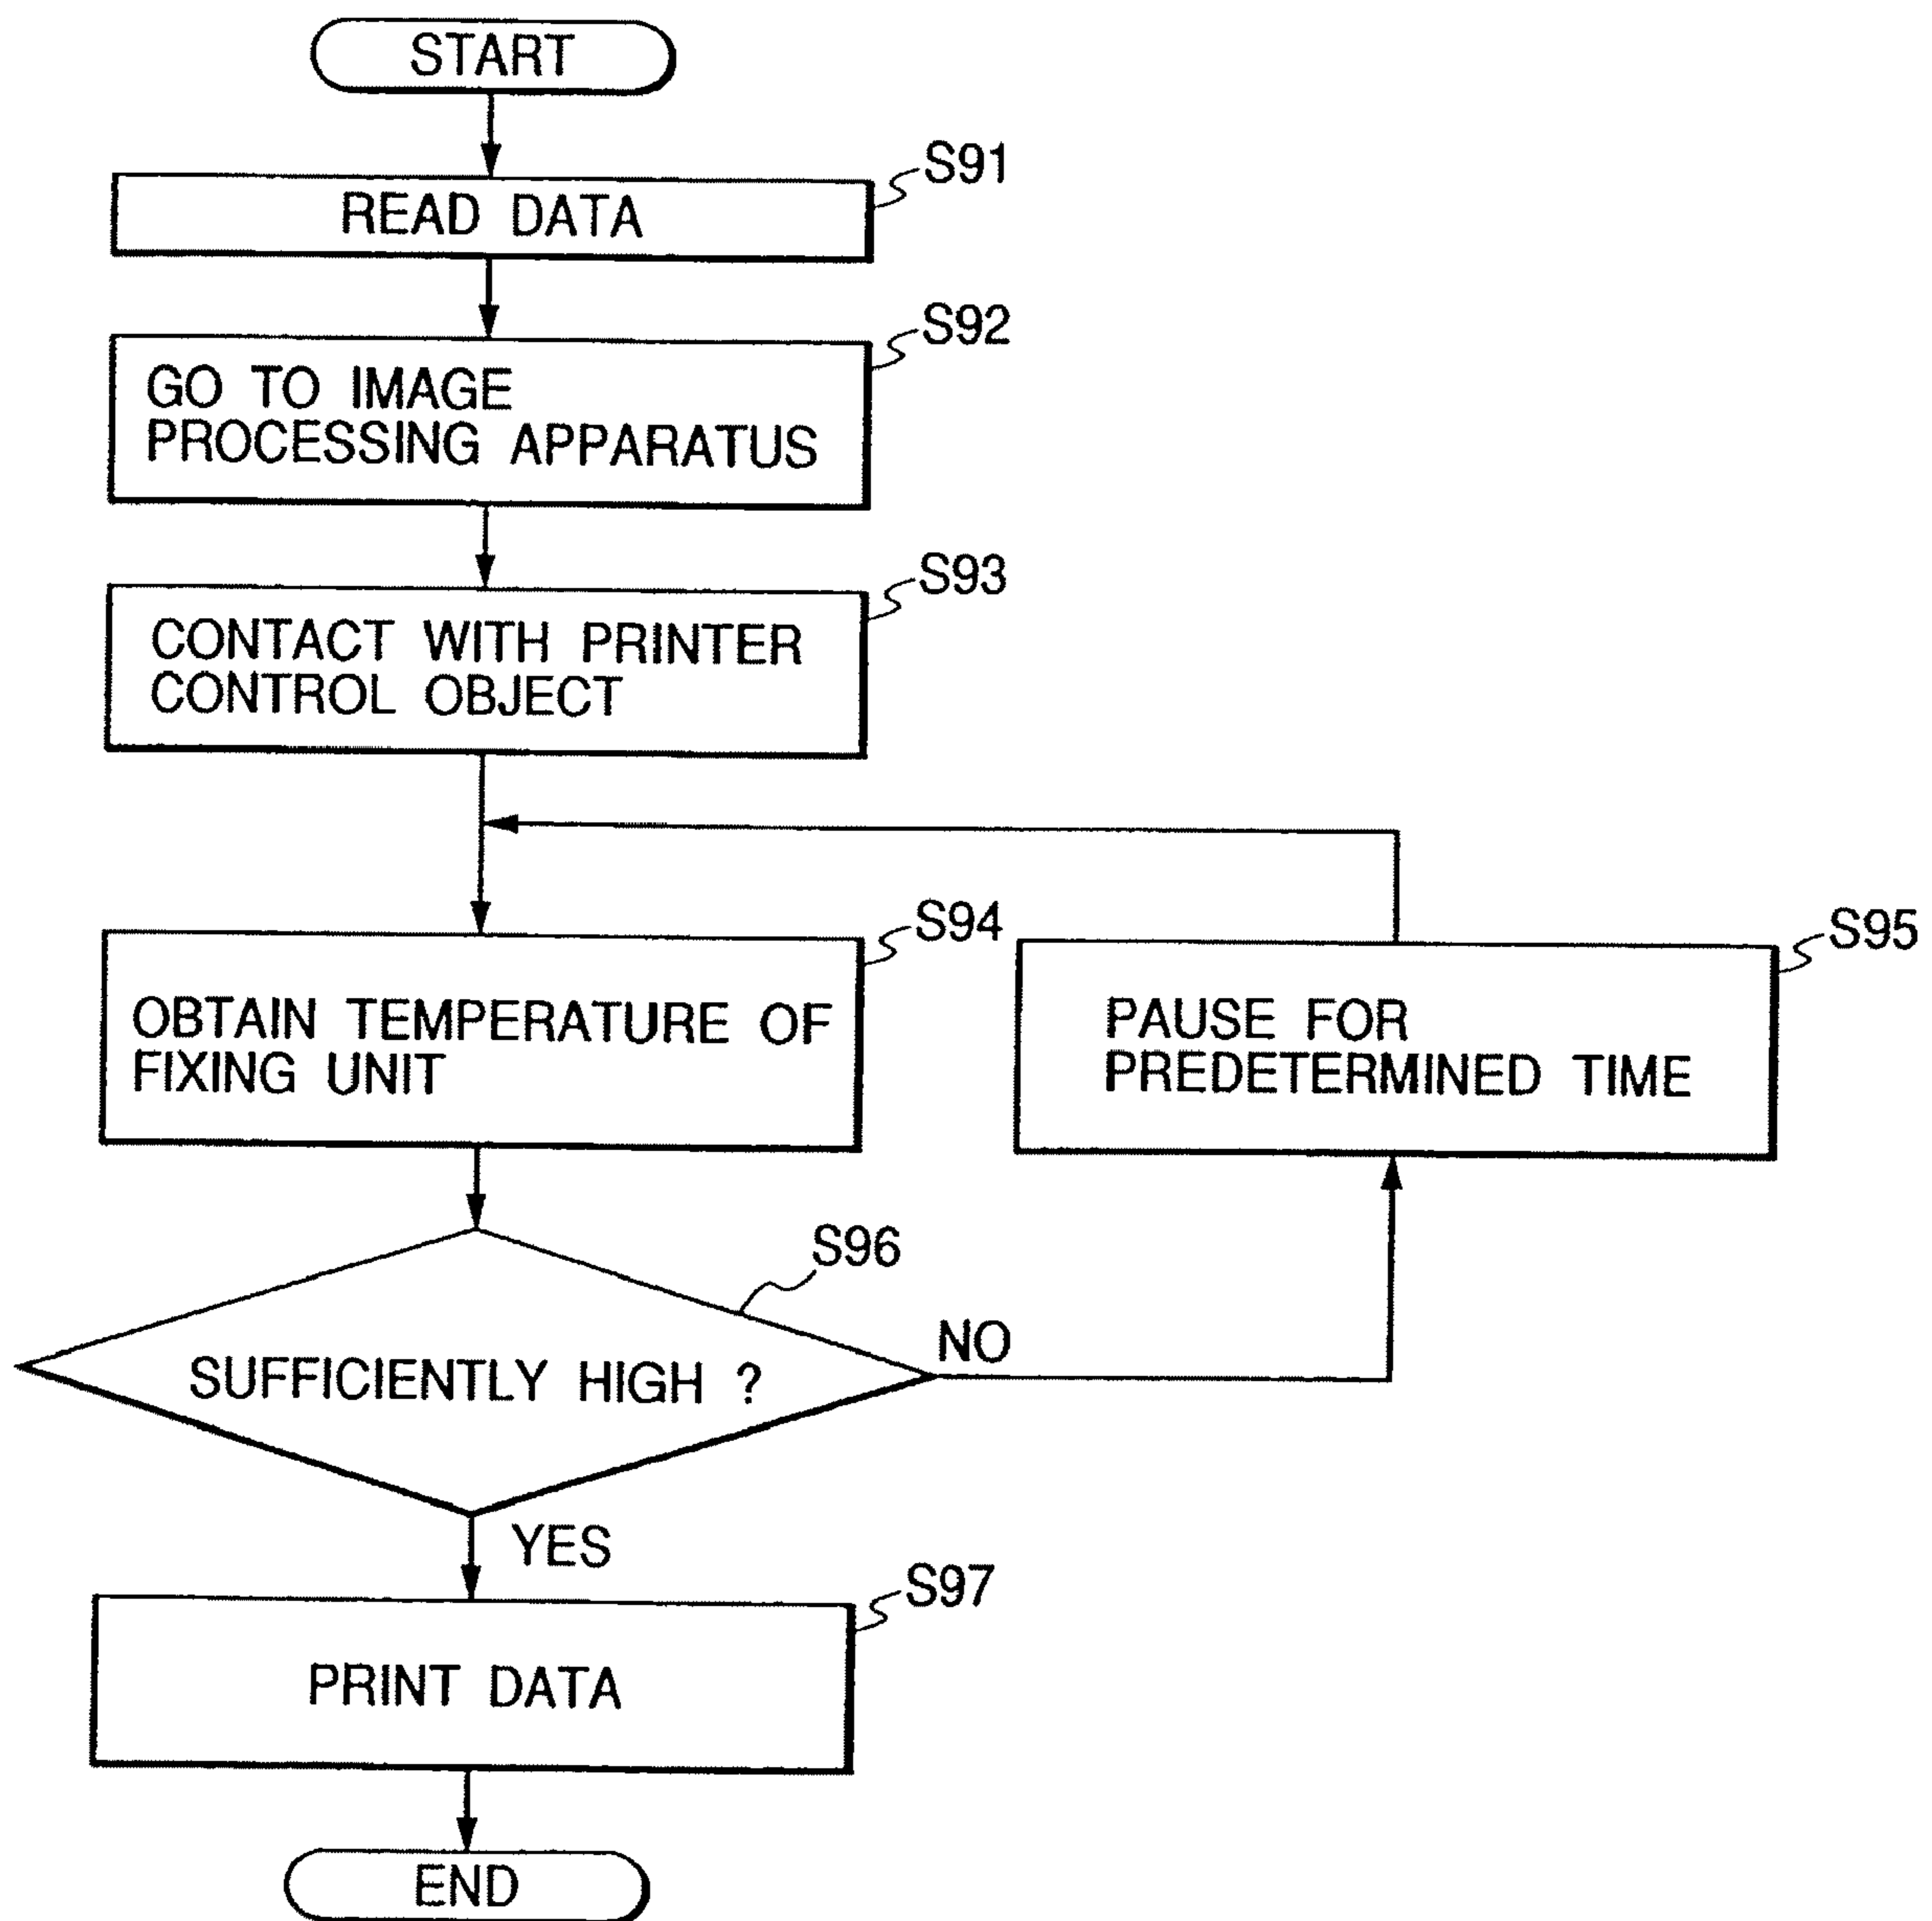 START
S91
READ DATA
S92
GO TO IMAGE
PROCESSING APPARATUS
S93
CONTACT WITH PRINTER
CONTROL OBJECT
S94
OBTAIN TEMPERATURE OF
FIXING UNIT
S95
PAUSE FOR
PREDETERMINED TIME
S96
SUFFICIENTLY HIGH ?
NO
YES
S97
PRINT DATA
END